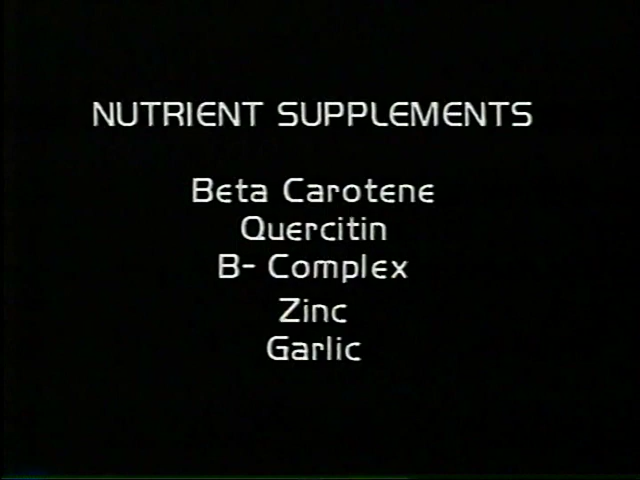 NUTRIENT SUPPLEMENTS
Beta Carotene
Quercitin
B- Complex
Zinc
Garlic